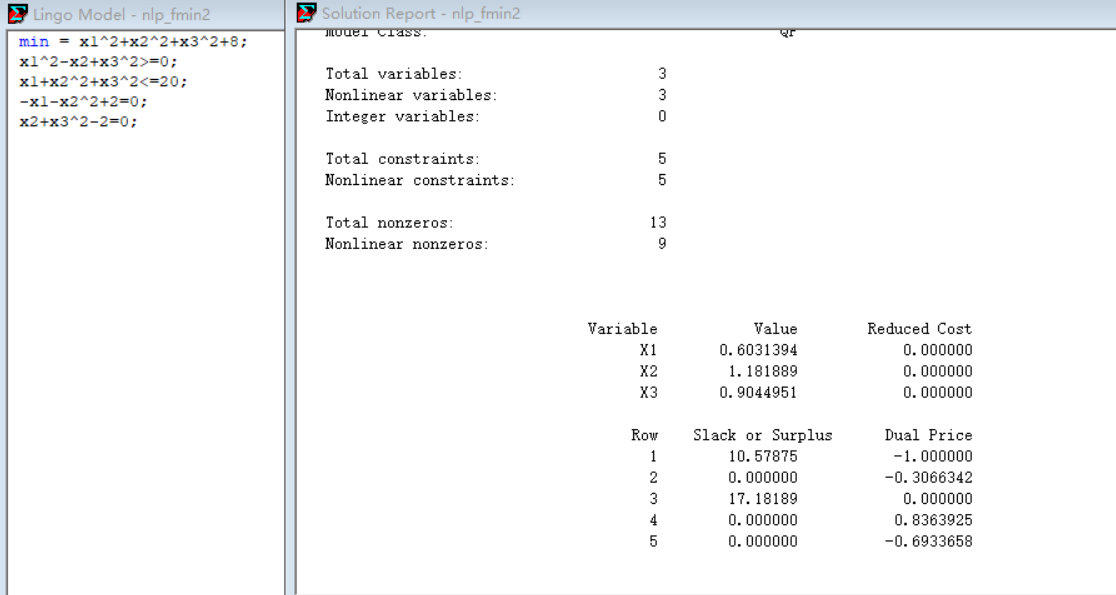 Lingo Model - nlp_fmin2
min = x1^2+x2^2+x3^2+8;
x1^2-x2+x3^2>=0;
x1+x2^2+x3^2<=20;
-x1-x2^2+2=0;
x2+x3^2-2=0;
Solution Report - nlp_fmin2
Model Class: QP
Total variables: 3
Nonlinear variables: 3
Integer variables: 0
Total constraints: 5
Nonlinear constraints: 5
Total nonzeros: 13
Nonlinear nonzeros: 9
Variable Value Reduced Cost
X1 0.6031394 0.000000
X2 1.181889 0.000000
X3 0.9044951 0.000000
Row Slack or Surplus Dual Price
1 10.57875 -1.000000
2 0.000000 -0.3066342
3 17.18189 0.000000
4 0.000000 0.8363925
5 0.000000 -0.6933658